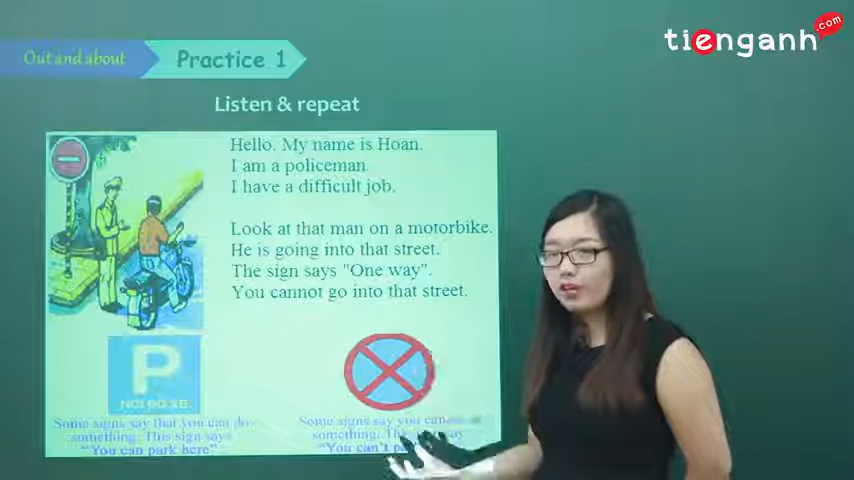 tienganh.com
Out and about
Practice 1
Listen & repeat
Hello. My name is Hoan.
I am a policeman
I have a difficult job.
Look at that man on a motorbike.
He is going into that street.
The sign says "One way".
You cannot go into that street.
P
NƠI ĐỖ XE
Some signs say that you can do
something. This sign says
"You can park here"
Some signs say you
something.
"You can't